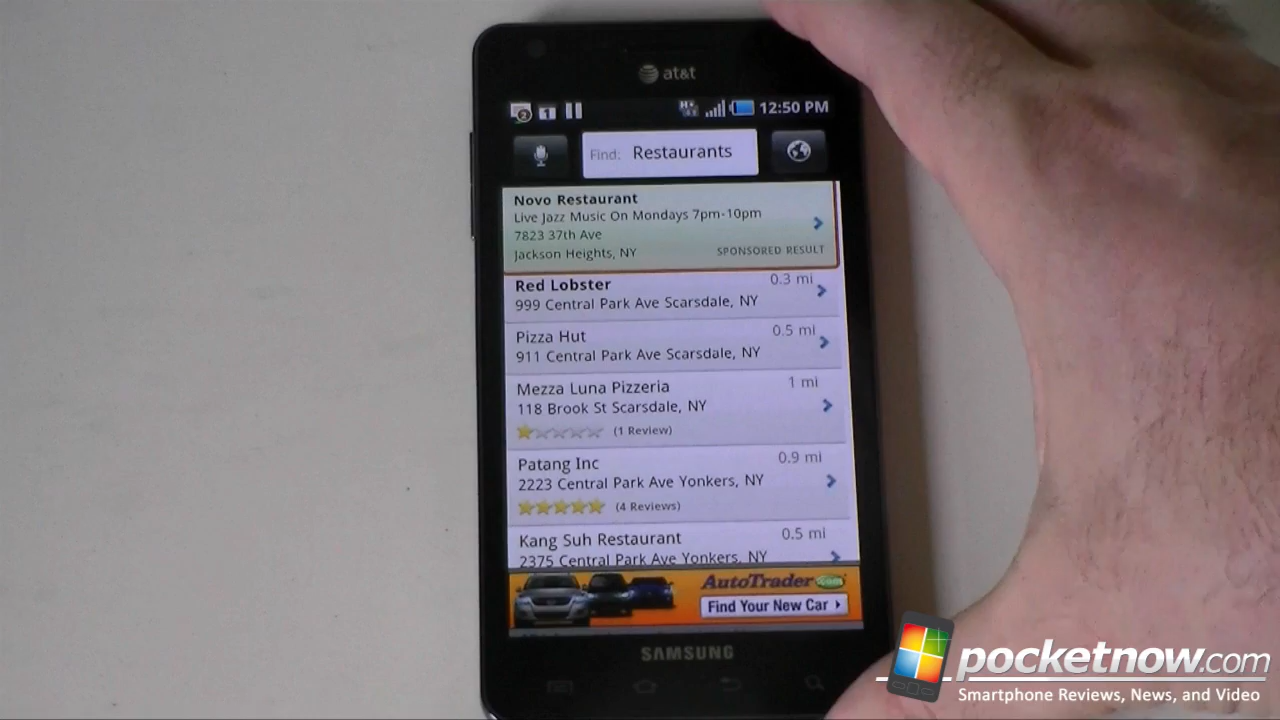 at&t
2 1 H+ 12:50 PM
Find: Restaurants
Novo Restaurant
Live Jazz Music On Mondays 7pm-10pm
7823 37th Ave
Jackson Heights, NY SPONSORED RESULT
Red Lobster 0.3 mi
999 Central Park Ave Scarsdale, NY
Pizza Hut 0.5 mi
911 Central Park Ave Scarsdale, NY
Mezza Luna Pizzeria 1 mi
118 Brook St Scarsdale, NY
(1 Review)
Patang Inc 0.9 mi
2223 Central Park Ave Yonkers, NY
(4 Reviews)
Kang Suh Restaurant 0.5 mi
2375 Central Park Ave Yonkers, NY
AutoTrader.com
Find Your New Car
SAMSUNG
pocketnow.com
Smartphone Reviews, News, and Video